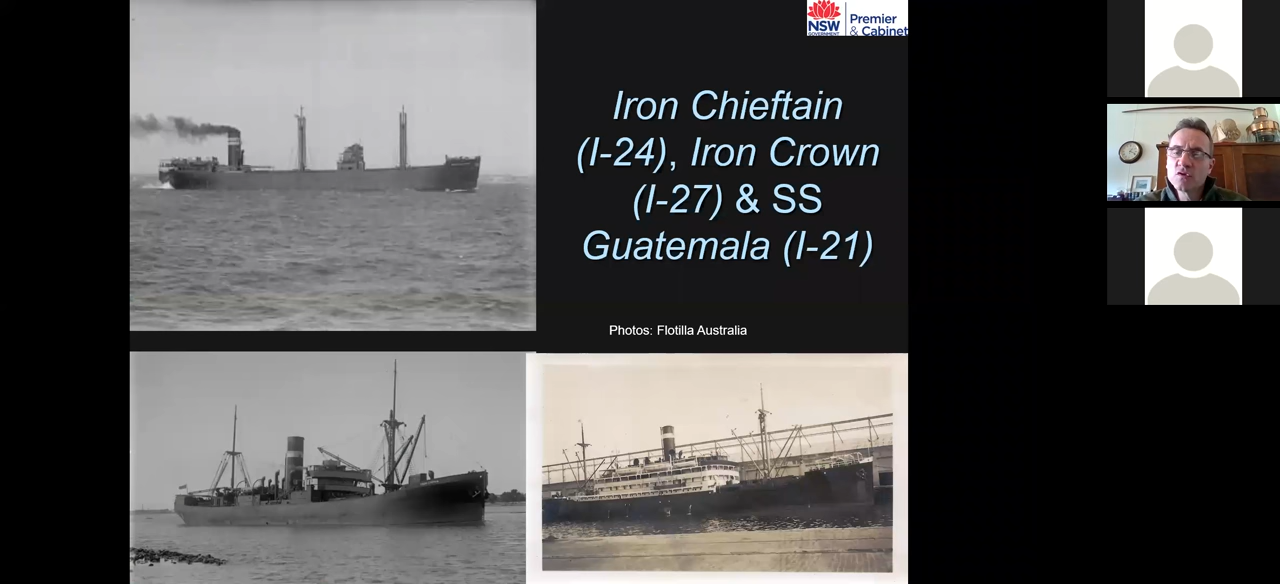 NSW
GOVERNMENT
Premier
& Cabinet
Iron Chieftain
(I-24), Iron Crown
(I-27) & SS
Guatemala (I-21)
Photos: Flotilla Australia